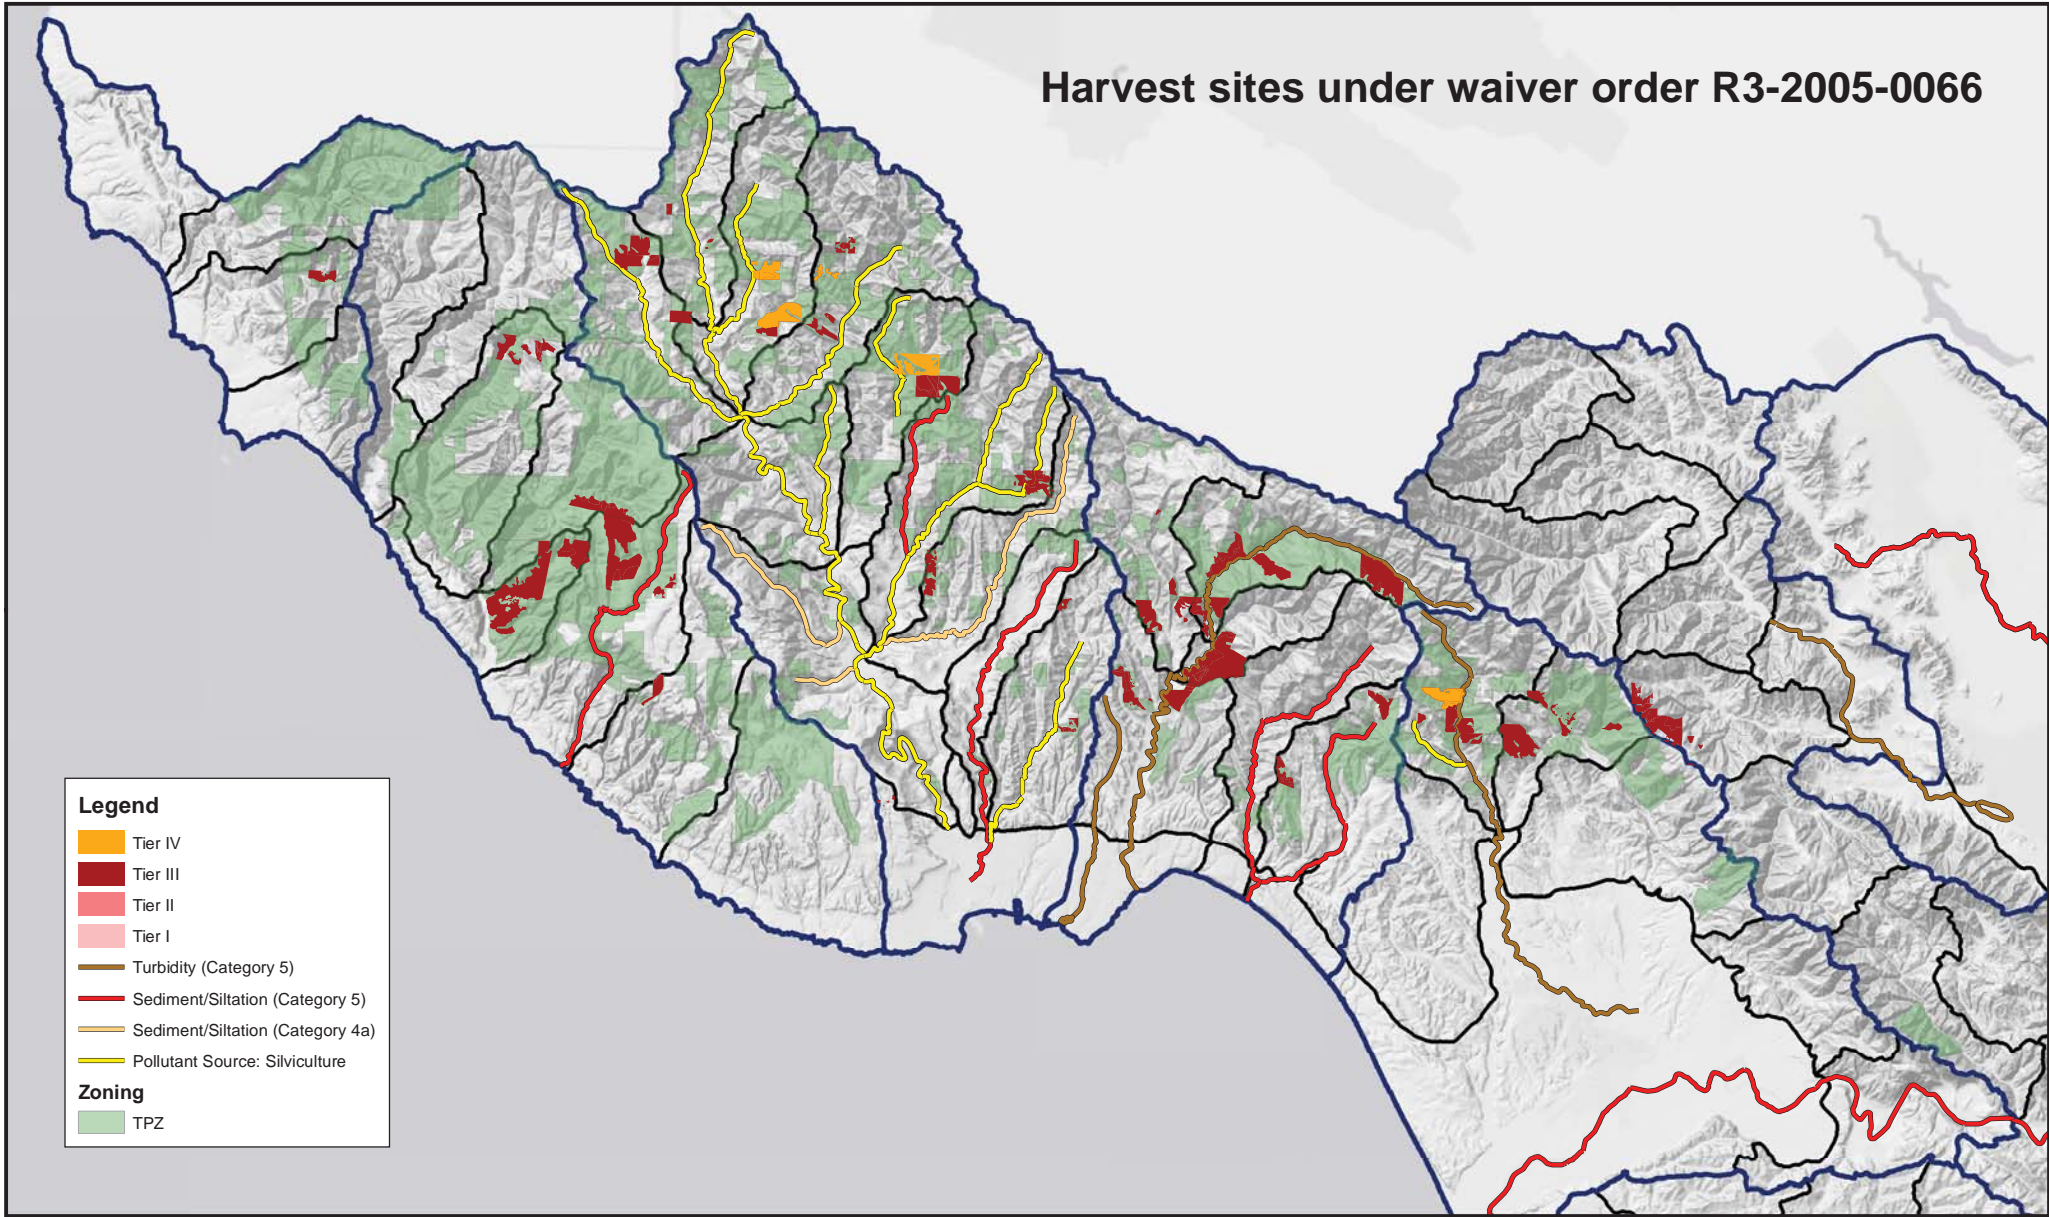 Harvest sites under waiver order R3-2005-0066
Legend
Tier IV
Tier III
Tier II
Tier I
Turbidity (Category 5)
Sediment/Siltation (Category 5)
Sediment/Siltation (Category 4a)
Pollutant Source: Silviculture
Zoning
TPZ